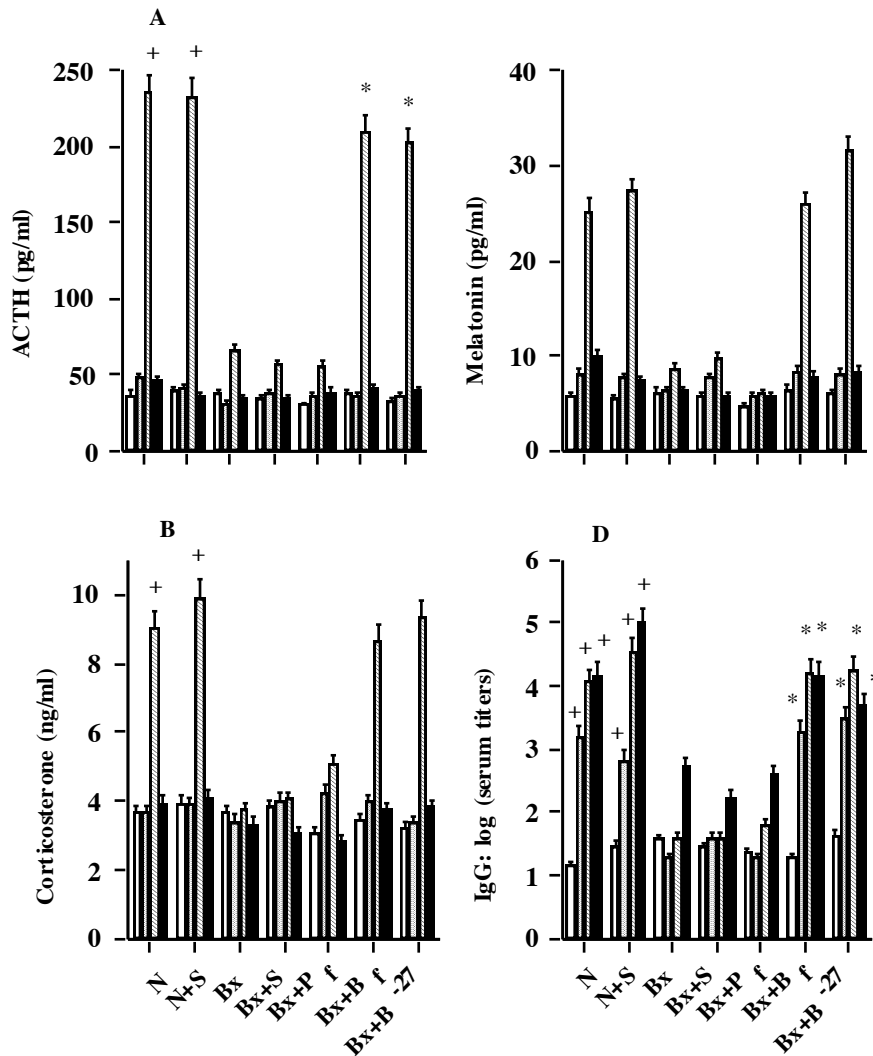 A
+ +
* *
250
200
150
100
50
0
ACTH (pg/ml)
40
30
20
10
0
Melatonin (pg/ml)
B
+ +
10
8
6
4
2
0
Corticosterone (ng/ml)
N
N+S
Bx
Bx+S
Bx+P f
Bx+B f
Bx+B -27
D
+ + + +
+ + + +
* * * * * *
6
5
4
3
2
1
0
IgG: log (serum titers)
N
N+S
Bx
Bx+S
Bx+P f
Bx+B f
Bx+B -27